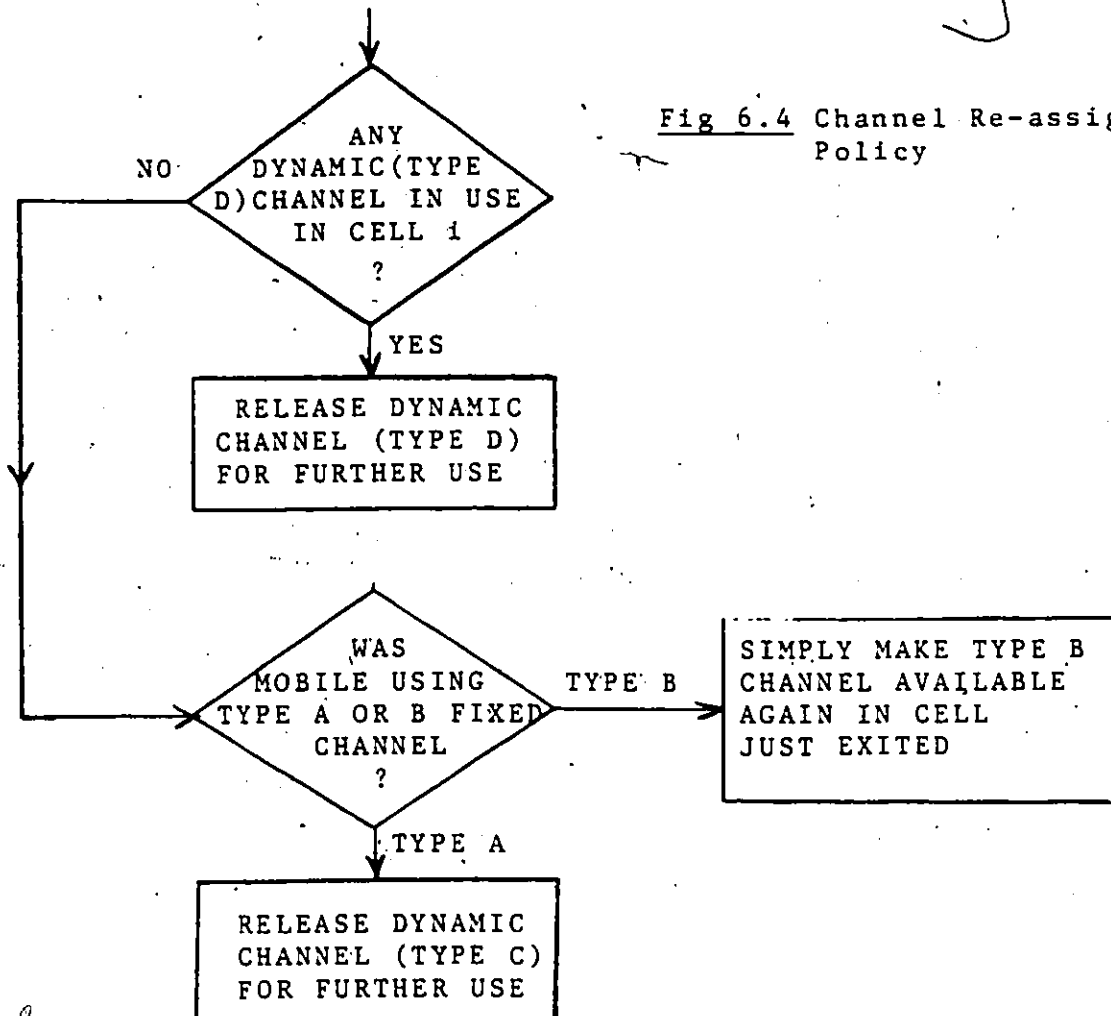 Fig 6.4 Channel Re-assig
Policy
ANY
DYNAMIC(TYPE
D)CHANNEL IN USE
IN CELL i
?
NO
YES
RELEASE DYNAMIC
CHANNEL (TYPE D)
FOR FURTHER USE
WAS
MOBILE USING
TYPE A OR B FIXED
CHANNEL
?
TYPE B
SIMPLY MAKE TYPE B
CHANNEL AVAILABLE
AGAIN IN CELL
JUST EXITED
TYPE A
RELEASE DYNAMIC
CHANNEL (TYPE C)
FOR FURTHER USE